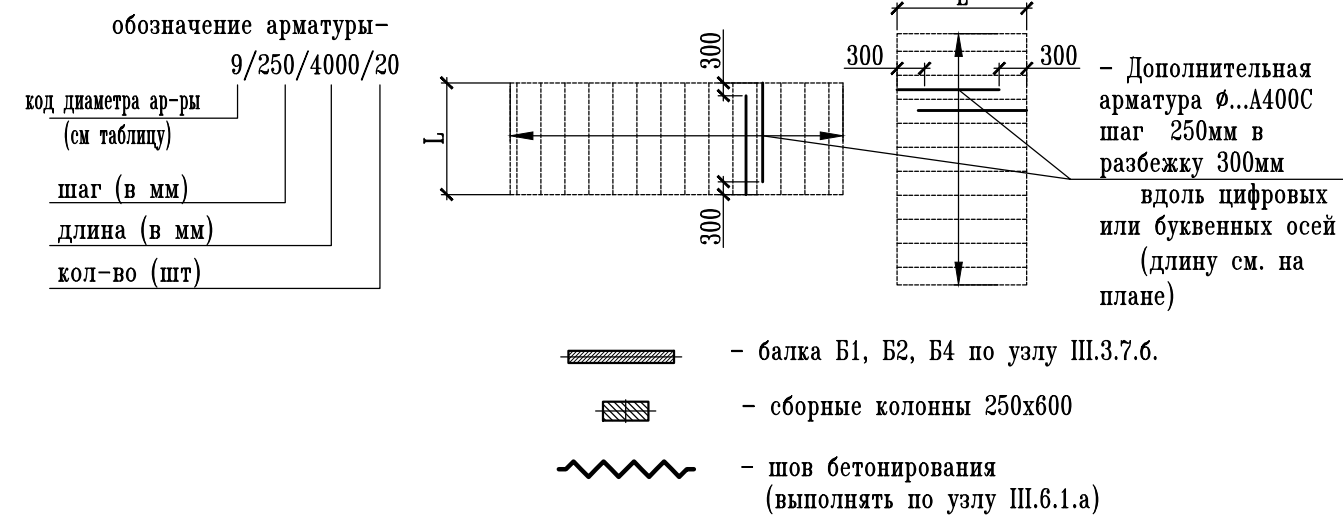 обозначение арматуры-
9/250/4000/20
код диаметра ар-ры
(см таблицу)
шаг (в мм)
длина (в мм)
кол-во (шт)
300
L
300
L
300
300
- Дополнительная
арматура ϕ...А400С
шаг 250мм в
разбежку 300мм
вдоль цифровых
или буквенных осей
(длину см. на
плане)
- балка Б1, Б2, Б4 по узлу III.3.7.б.
- сборные колонны 250х600
- шов бетонирования
(выполнять по узлу III.6.1.а)